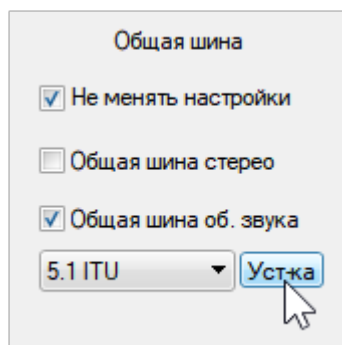 Общая шина
Не менять настройки
Общая шина стерео
Общая шина об. звука
5.1 ITU Уст-ка